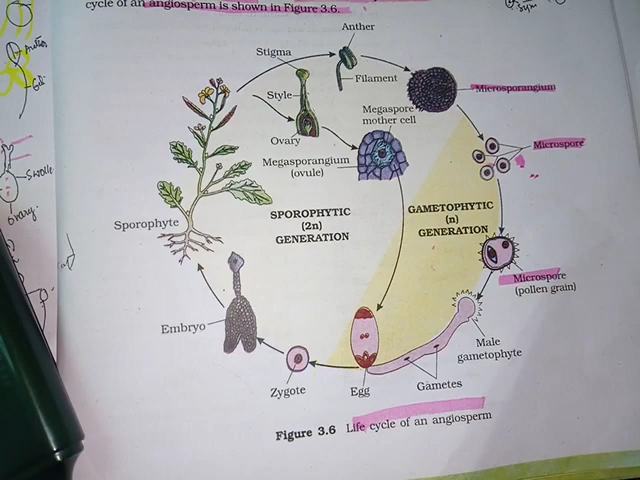 cycle of an angiosperm is shown in Figure 3.6.
Anther
Stigma
Filament
Style
Microsporangium
Megaspore
mother cell
Ovary
Microspore
Megasporangium
(ovule)
SPOROPHYTIC
(2n)
GENERATION
GAMETOPHYTIC
(n)
GENERATION
Sporophyte
Microspore
(pollen grain)
Embryo
Male
gametophyte
Zygote
Egg
Gametes
Figure 3.6 Life cycle of an angiosperm